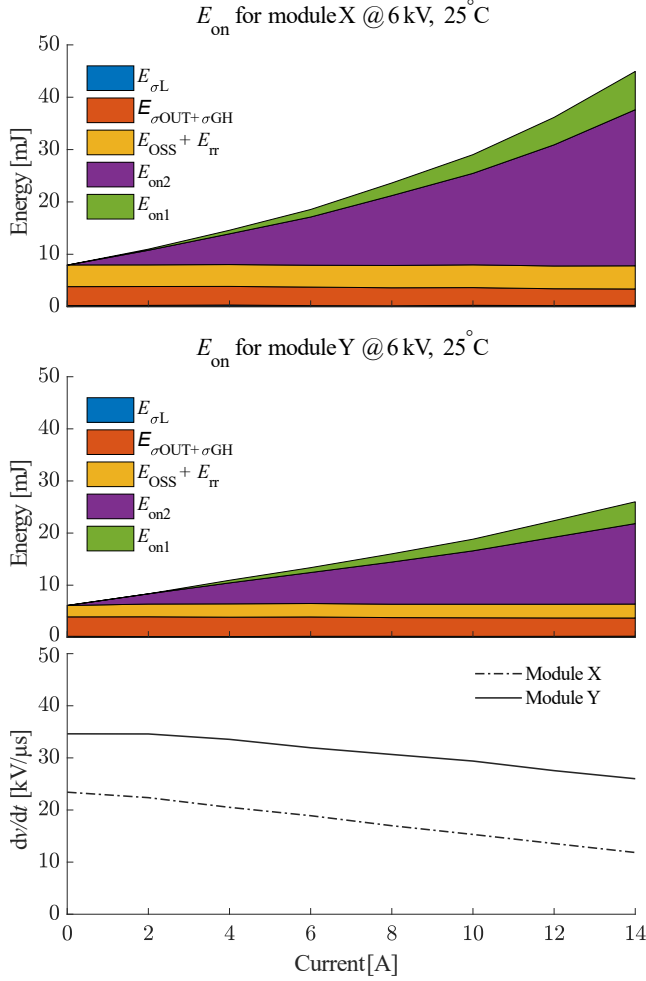 E_on for module X @ 6 kV, 25°C
50
40
30
20
10
0
Energy [mJ]
E_σL
E_σOUT+σGH
E_OSS + E_rr
E_on2
E_on1
E_on for module Y @ 6 kV, 25°C
50
40
30
20
10
0
Energy [mJ]
E_σL
E_σOUT+σGH
E_OSS + E_rr
E_on2
E_on1
50
40
30
20
10
0
dv/dt [kV/μs]
Module X
Module Y
0 2 4 6 8 10 12 14
Current [A]